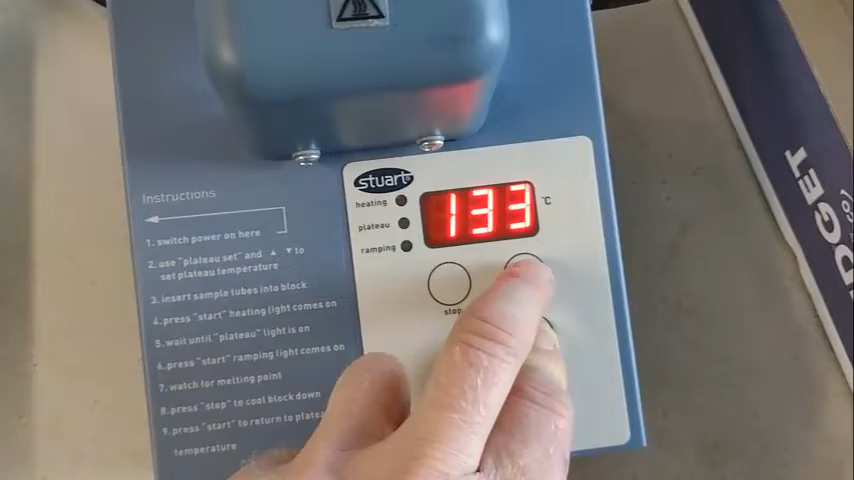 Instructions
1. switch power on here
2. use "plateau set" and ▲ ▼ to
set plateau temperature
3. insert sample tubes into block
4. press "start" heating light comes on
5. wait until "plateau" light is on
6. press "start" ramping light comes on
7. watch for melting point
8. press "stop" to cool block down
9. press "start" to return to plateau
temperature
stuart®
heating
plateau
ramping
133 °C
stop